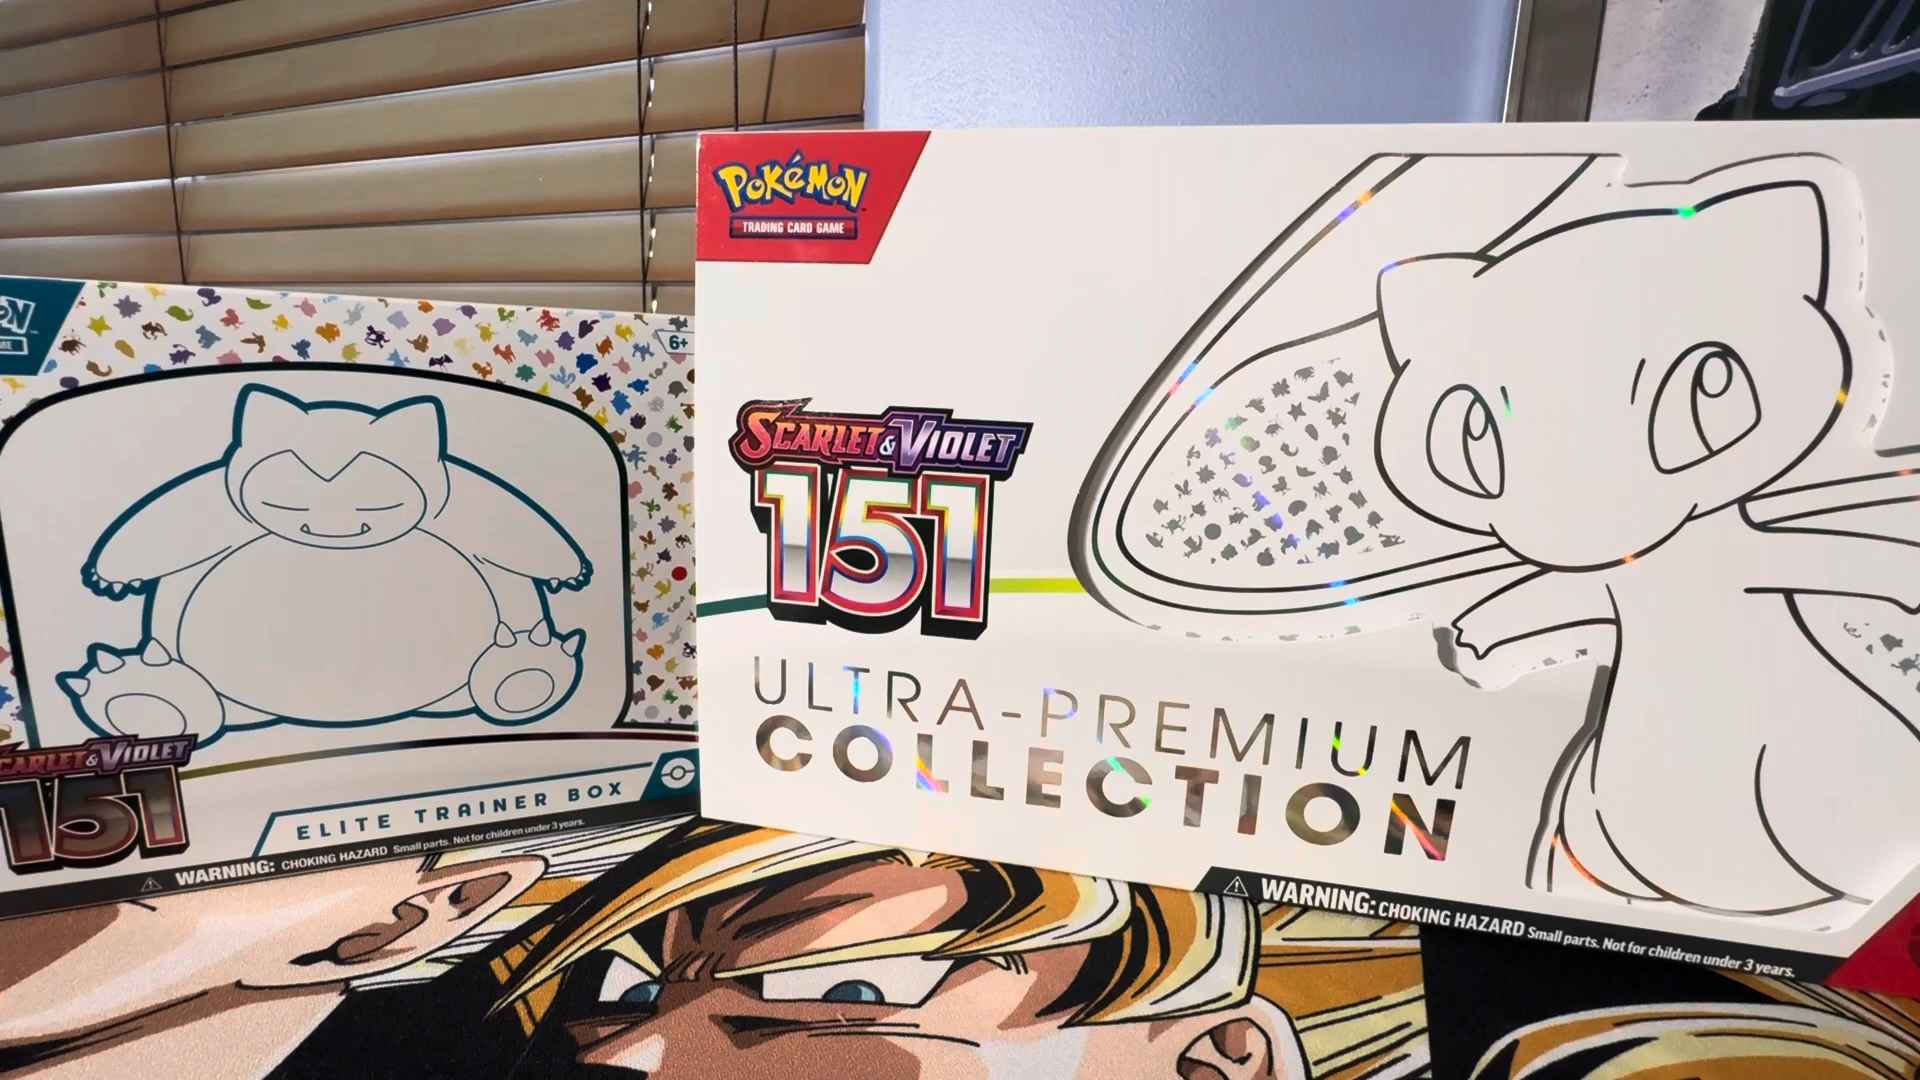 POKéMON
TRADING CARD GAME
SCARLET & VIOLET
151
ULTRA-PREMIUM
COLLECTION
WARNING: CHOKING HAZARD Small parts. Not for children under 3 years.
6+
SCARLET & VIOLET
151
ELITE TRAINER BOX
WARNING: CHOKING HAZARD Small parts. Not for children under 3 years.